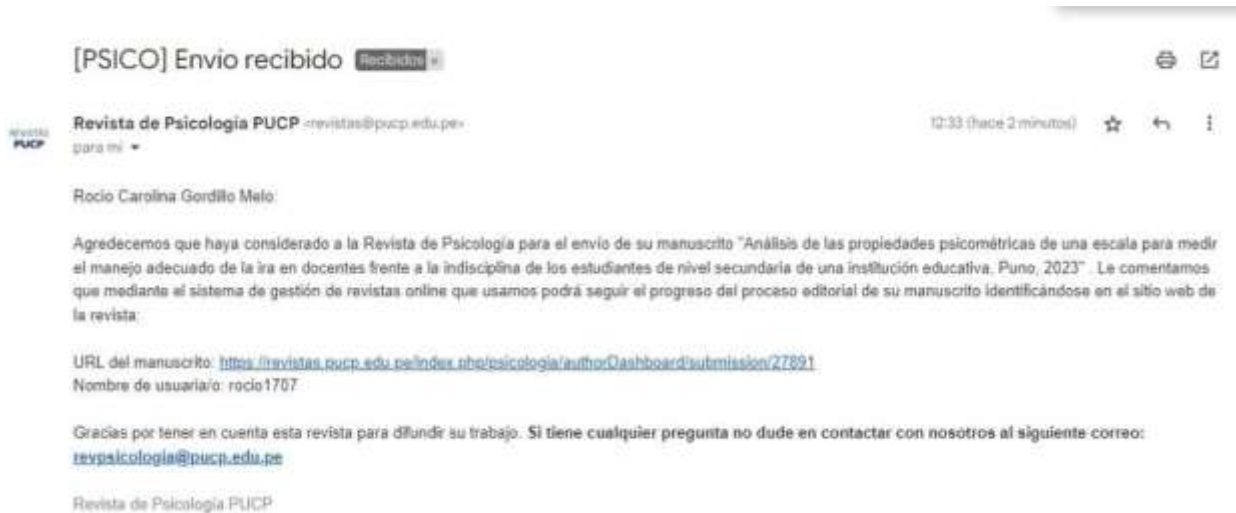 [PSICO] Envio recibido Recibidos x
Revista de Psicología PUCP <revistas@pucp.edu.pe>
12:33 (hace 2 minutos)
para mí
revistas
PUCP
Rocio Carolina Gordillo Melo:
Agredecemos que haya considerado a la Revista de Psicología para el envío de su manuscrito "Análisis de las propiedades psicométricas de una escala para medir
el manejo adecuado de la ira en docentes frente a la indisciplina de los estudiantes de nivel secundaria de una institución educativa, Puno, 2023" . Le comentamos
que mediante el sistema de gestión de revistas online que usamos podrá seguir el progreso del proceso editorial de su manuscrito identificándose en el sitio web de
la revista:
URL del manuscrito: https://revistas.pucp.edu.pe/index.php/psicologia/authorDashboard/submission/27891
Nombre de usuaria/o: rocio1707
Gracias por tener en cuenta esta revista para difundir su trabajo. Si tiene cualquier pregunta no dude en contactar con nosotros al siguiente correo:
revpsicologia@pucp.edu.pe
Revista de Psicología PUCP